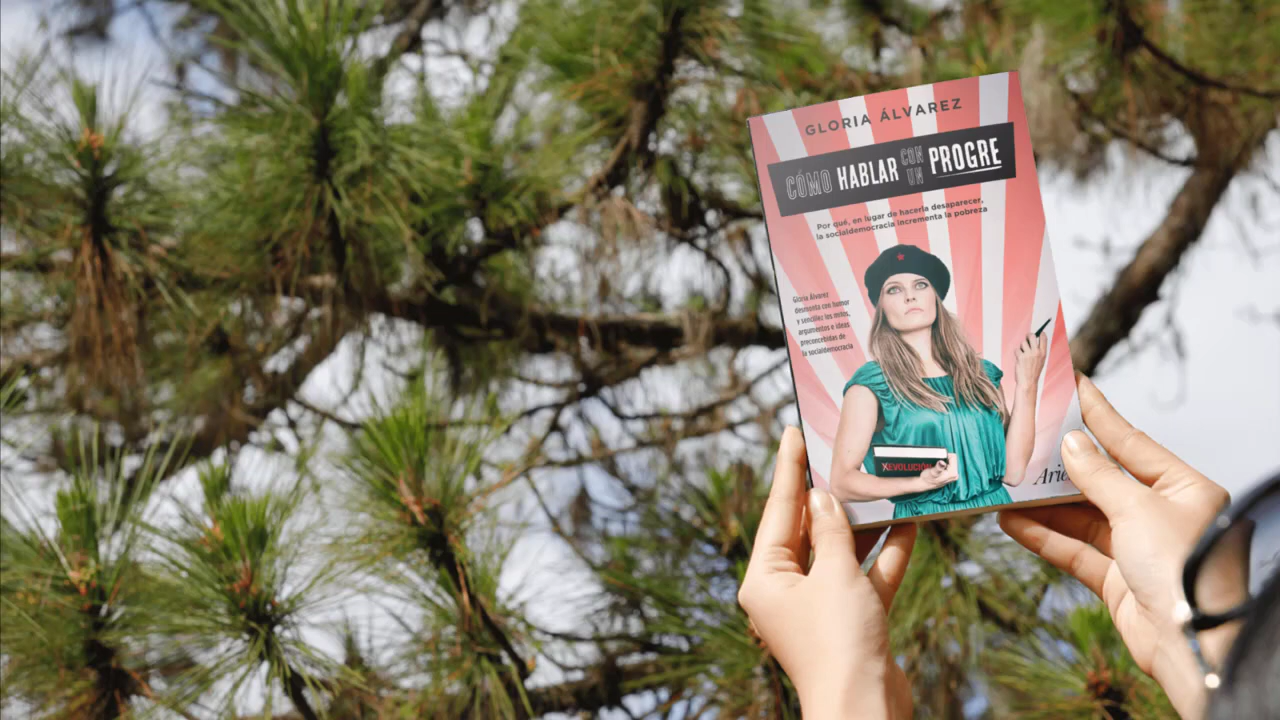 GLORIA ÁLVAREZ
CÓMO HABLAR CON UN PROGRE
Por qué, en lugar de hacerla desaparecer,
la socialdemocracia incrementa la pobreza
Gloria Álvarez
desmonta con humor
y sencillez los mitos,
argumentos e ideas
preconcebidas de
la socialdemocracia
REVOLUCIÓN